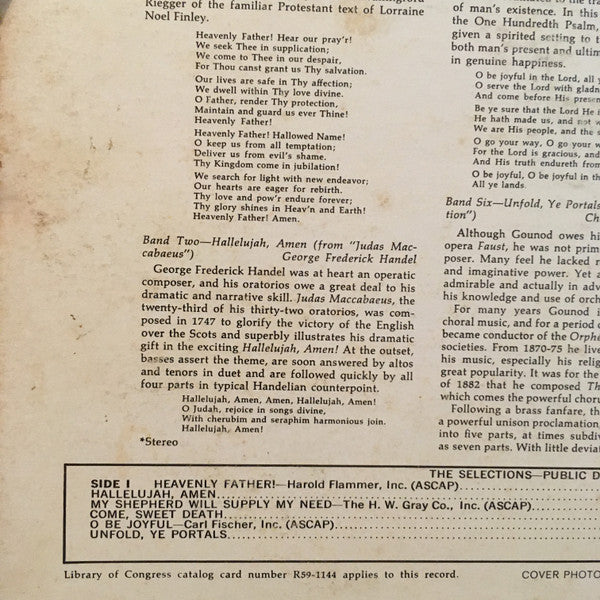 Riegger of the familiar Protestant text of Lorraine
Noel Finley.
Heavenly Father! Hear our pray'r!
We seek Thee in supplication;
We come to Thee in our despair,
For Thou canst grant us Thy salvation.
Our lives are safe in Thy affection;
We dwell within Thy love divine.
O Father, render Thy protection,
Maintain and guard us ever Thine!
Heavenly Father!
Heavenly Father! Hallowed Name!
O keep us from all temptation;
Deliver us from evil's shame.
Thy Kingdom come in jubilation!
We search for light with new endeavor;
Our hearts are eager for rebirth.
Thy love and pow'r endure forever;
Thy glory shines in Heav'n and Earth!
Heavenly Father! Amen.
Band Two—Hallelujah, Amen (from "Judas Mac-
cabaeus") George Frederick Handel
George Frederick Handel was at heart an operatic
composer, and his oratorios owe a great deal to his
dramatic and narrative skill. Judas Maccabaeus, the
twenty-third of his thirty-two oratorios, was com-
posed in 1747 to glorify the victory of the English
over the Scots and superbly illustrates his dramatic
gift in the exciting Hallelujah, Amen! At the outset,
basses assert the theme, are soon answered by altos
and tenors in duet and are followed quickly by all
four parts in typical Handelian counterpoint.
Hallelujah, Amen, Amen, Hallelujah, Amen!
O Judah, rejoice in songs divine,
With cherubim and seraphim harmonious join.
Hallelujah, Amen!
*Stereo
of man's existence. In this
the One Hundredth Psalm,
given a spirited setting to
both man's present and ultim
in genuine happiness.
O be joyful in the Lord, all y
O serve the Lord with gladn
And come before His presen
Be ye sure that the Lord He i
He hath made us, and not w
We are His people, and the s
O go your way, O go your w
For the Lord is gracious, and
And His truth endureth from
O be joyful, O be joyful in th
All ye lands.
Band Six—Unfold, Ye Portals
tion") Ch
Although Gounod owes hi
opera Faust, he was not prim
poser. Many feel he lacked r
and imaginative power. Yet a
admirable and actually in adv
his knowledge and use of orch
For many years Gounod i
choral music, and for a period o
became conductor of the Orphe
societies. From 1870-75 he live
his music, especially his relig
great popularity. It was for the
of 1882 that he composed Th
which comes the powerful choru
Following a brass fanfare, th
a powerful unison proclamation,
into five parts, at times subdiv
as seven parts. With little deviat
THE SELECTIONS—PUBLIC D
SIDE I HEAVENLY FATHER!—Harold Flammer, Inc. (ASCAP)
HALLELUJAH, AMEN
MY SHEPHERD WILL SUPPLY MY NEED—The H. W. Gray Co., Inc. (ASCAP)
COME, SWEET DEATH
O BE JOYFUL—Carl Fischer, Inc. (ASCAP)
UNFOLD, YE PORTALS
Library of Congress catalog card number R59-1144 applies to this record. COVER PHOTO